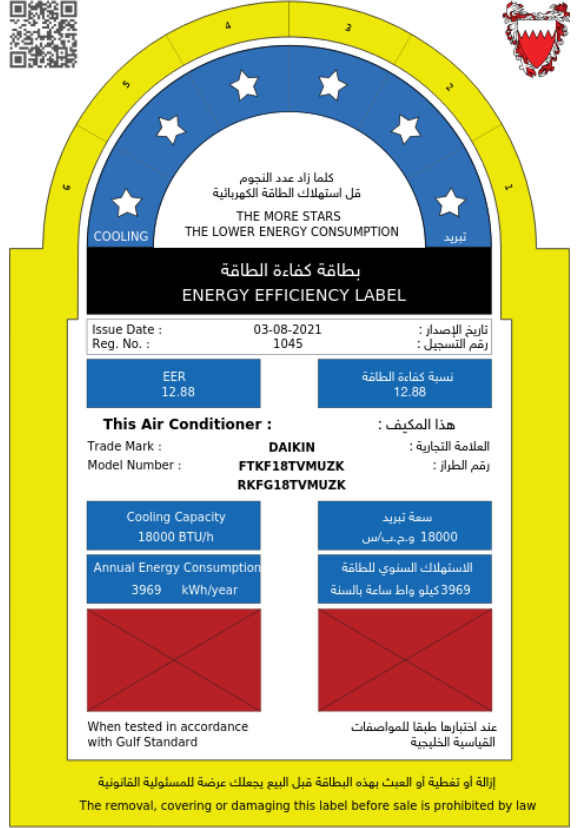 4
3
5
2
6
1
كلما زاد عدد النجوم
قل استهلاك الطاقة الكهربائية
THE MORE STARS
THE LOWER ENERGY CONSUMPTION
COOLING
تبريد
بطاقة كفاءة الطاقة
ENERGY EFFICIENCY LABEL
Issue Date : 03-08-2021 تاريخ الإصدار :
Reg. No. : 1045 رقم التسجيل :
EER
12.88
نسبة كفاءة الطاقة
12.88
This Air Conditioner : هذا المكيف :
Trade Mark : DAIKIN العلامة التجارية :
Model Number : FTKF18TVMUZK رقم الطراز :
RKFG18TVMUZK
Cooling Capacity
18000 BTU/h
سعة تبريد
18000 و.ح.ب/س
Annual Energy Consumption
3969 kWh/year
الاستهلاك السنوي للطاقة
3969 كيلو واط ساعة بالسنة
When tested in accordance
with Gulf Standard
عند اختبارها طبقا للمواصفات
القياسية الخليجية
إزالة أو تغطية أو العبث بهذه البطاقة قبل البيع يجعلك عرضة للمسئولية القانونية
The removal, covering or damaging this label before sale is prohibited by law